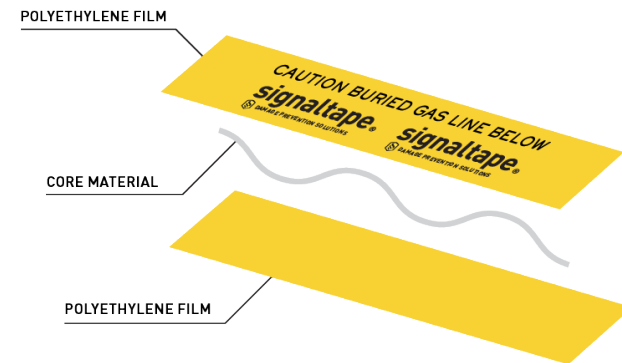 POLYETHYLENE FILM
CAUTION BURIED GAS LINE BELOW
signaltape®
DAMAGE PREVENTION SOLUTIONS
signaltape®
DAMAGE PREVENTION SOLUTIONS
CORE MATERIAL
POLYETHYLENE FILM